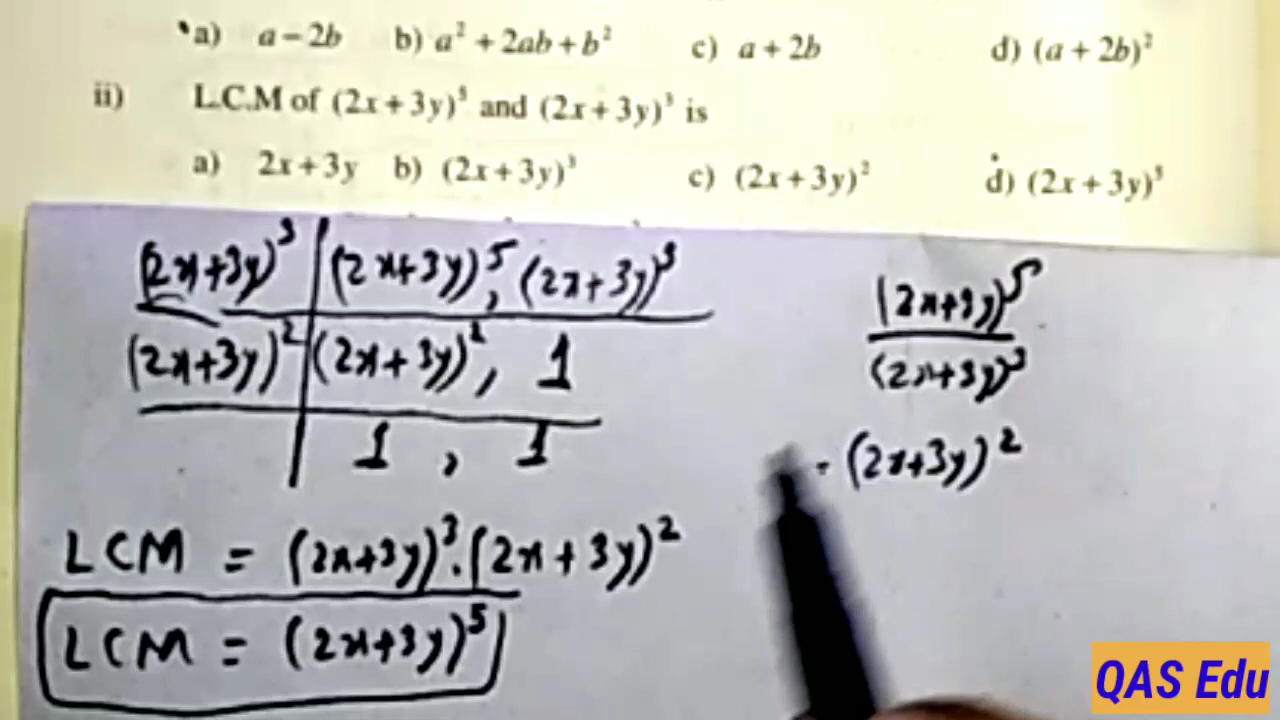 a) a − 2b b) a² + 2ab + b² c) a + 2b d) (a + 2b)²
ii) L.C.M of (2x + 3y)⁵ and (2x + 3y)³ is
a) 2x + 3y b) (2x + 3y)³ c) (2x + 3y)² d) (2x + 3y)⁵
(2x+3y)³ | (2x+3y)⁵, (2x+3y)³
(2x+3y)² | (2x+3y)², 1
1 , 1
(2x+3y)⁵
(2x+3y)³
= (2x+3y)²
LCM = (2x+3y)³.(2x+3y)²
LCM = (2x+3y)⁵
QAS Edu